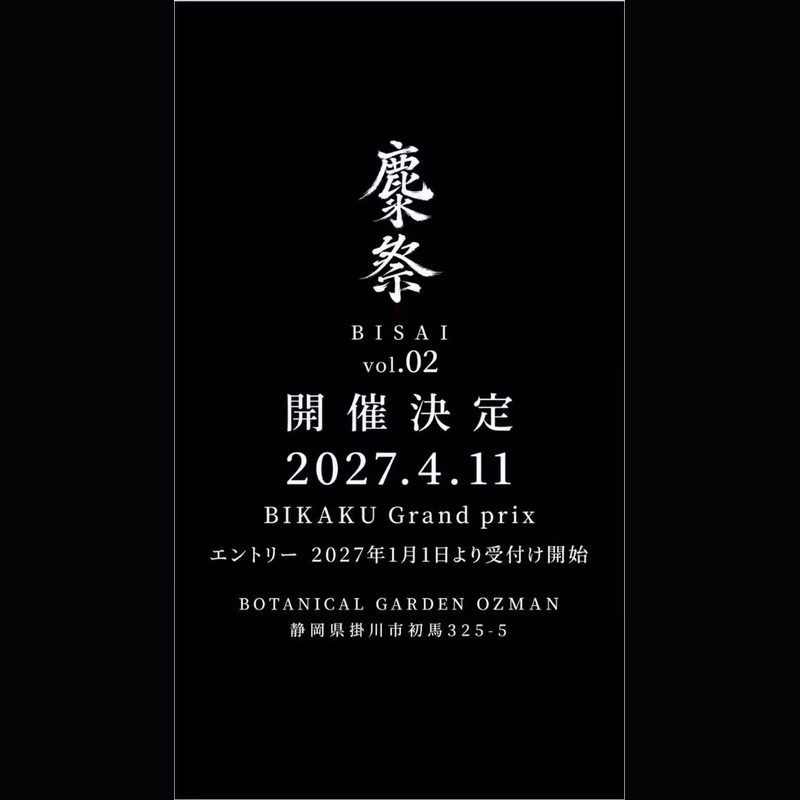 麋祭
BISAI
vol.02
開催決定
2027.4.11
BIKAKU Grand prix
エントリー 2027年1月1日より受付け開始
BOTANICAL GARDEN OZMAN
静岡県掛川市初馬325-5